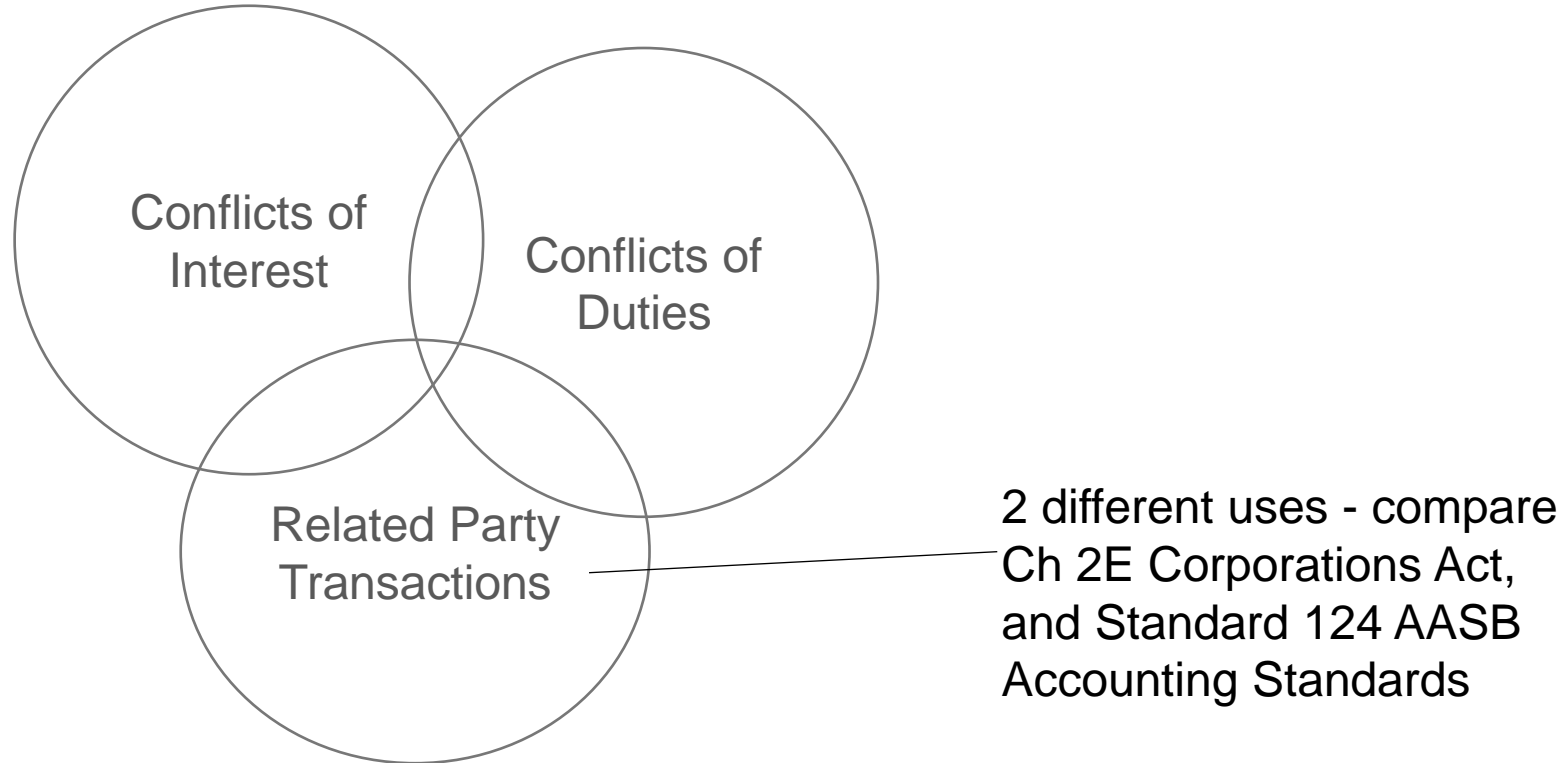 Conflicts of
Interest
Conflicts of
Duties
Related Party
Transactions
2 different uses - compare
Ch 2E Corporations Act,
and Standard 124 AASB
Accounting Standards